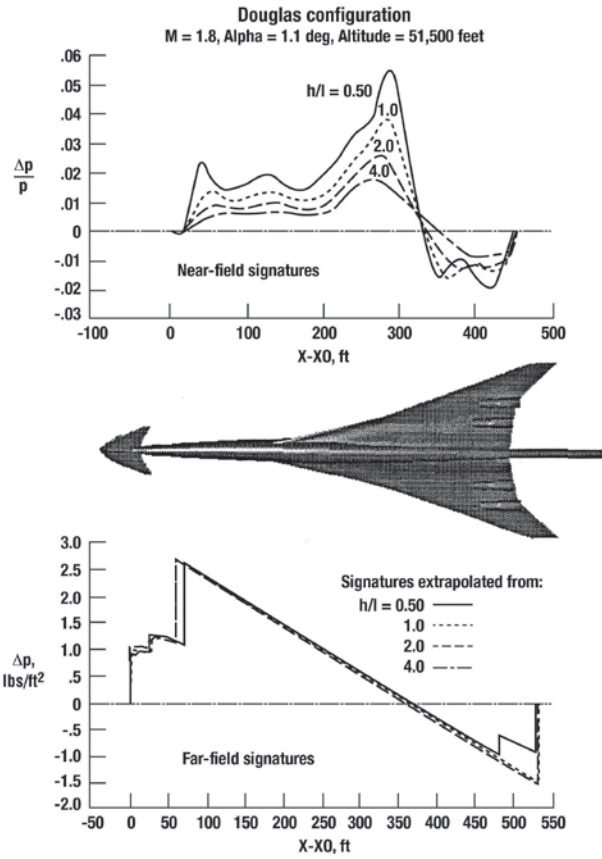 Douglas configuration
M = 1.8, Alpha = 1.1 deg, Altitude = 51,500 feet
.06
.05
.04
.03
.02
.01
0
-.01
-.02
-.03
Δp
p
h/l = 0.50
1.0
2.0
4.0
Near-field signatures
-100 0 100 200 300 400 500
X-XO, ft
3.0
2.5
2.0
1.5
1.0
.5
0
-.5
-1.0
-1.5
-2.0
Δp,
lbs/ft²
Signatures extrapolated from:
h/l = 0.50
1.0
2.0
4.0
Far-field signatures
-50 0 50 100 150 200 250 300 350 400 450 500 550
X-XO, ft